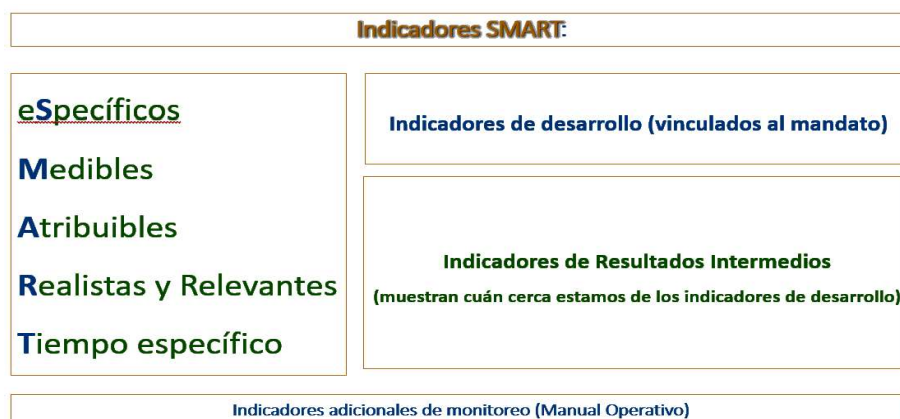 Indicadores SMART:
eSpecíficos
Medibles
Atribuibles
Realistas y Relevantes
Tiempo específico
Indicadores de desarrollo (vinculados al mandato)
Indicadores de Resultados Intermedios
(muestran cuán cerca estamos de los indicadores de desarrollo)
Indicadores adicionales de monitoreo (Manual Operativo)